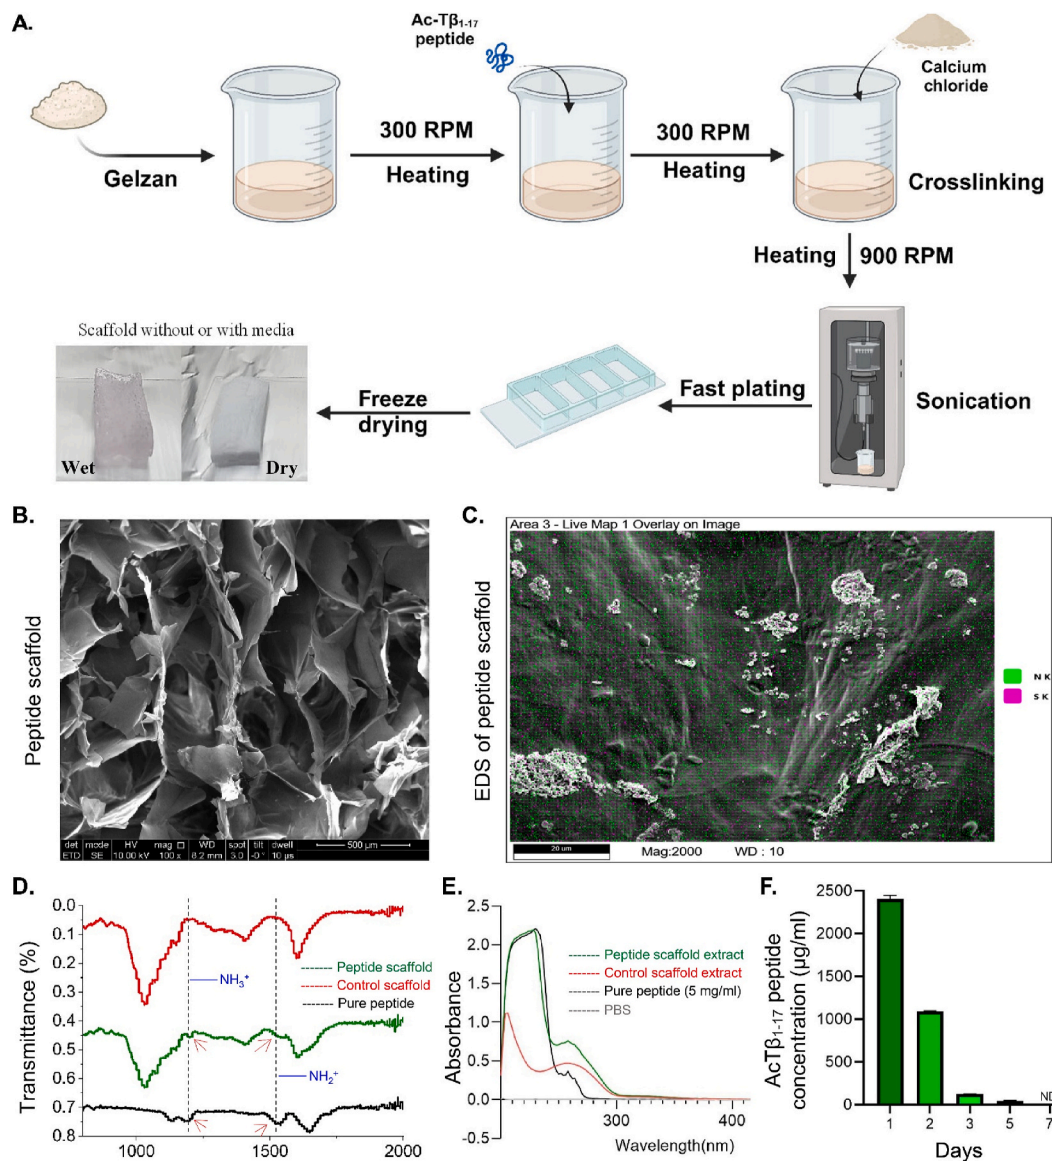 A.
Ac-Tβ1-17
peptide
Calcium
chloride
300 RPM
300 RPM
Gelzan
Heating
Heating
Crosslinking
Heating
900 RPM
Scaffold without or with media
Wet
Dry
Freeze
drying
Fast plating
Sonication
B.
Peptide scaffold
det mode HV mag □ WD spot tilt dwell
ETD SE 10.00 kV 100 x 8.2 mm 3.0 -0 ° 10 µs
500 µm
C.
EDS of peptide scaffold
Area 3 - Live Map 1 Overlay on Image
N K
S K
20 um
Mag:2000 WD : 10
D.
Transmittance (%)
0.0
0.1
0.2
0.3
0.4
0.5
0.6
0.7
0.8
NH3+
Peptide scaffold
Control scaffold
Pure peptide
NH2+
1000
1500
2000
E.
Absorbance
2.5
2.0
1.5
1.0
0.5
0.0
-0.5
Peptide scaffold extract
Control scaffold extract
Pure peptide (5 mg/ml)
PBS
300
400
Wavelength(nm)
F.
AcTβ1-17 peptide
concentration (µg/ml)
2500
2000
1500
1000
500
0
ND
1
2
3
5
7
Days